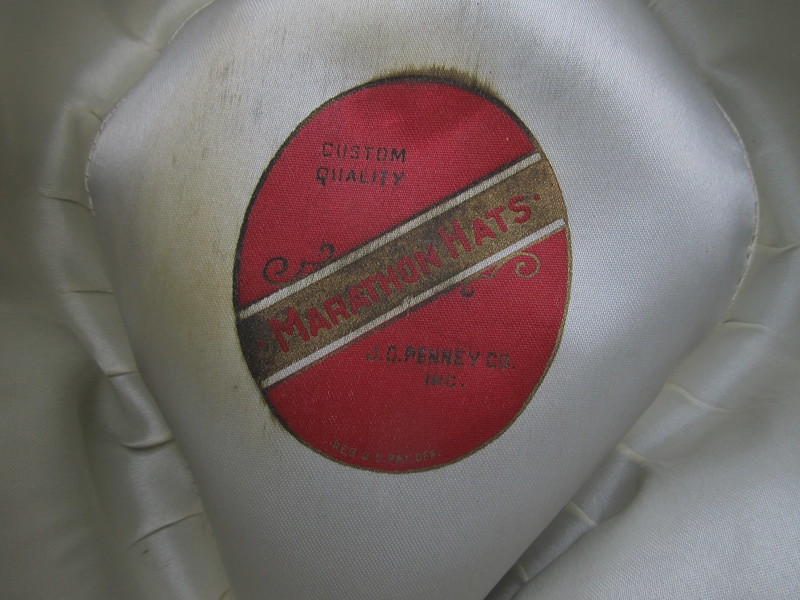 CUSTOM
QUALITY
·MARATHON HATS·
J.C. PENNEY CO.
INC.
REG. U.S. PAT. OFF.